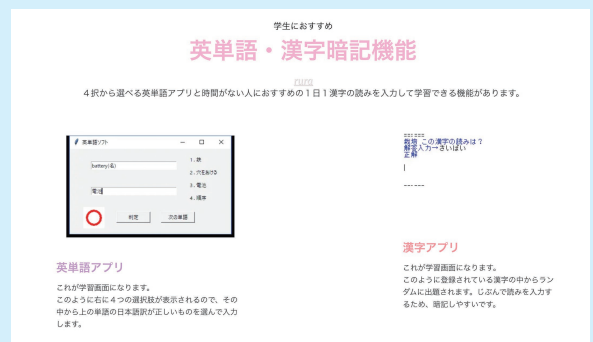 学生におすすめ
英単語・漢字暗記機能
4択から選べる英単語アプリと時間がない人におすすめの1日1漢字の読みを入力して学習できる機能があります。
英単語ソフト
battery(名)
電池
1. 銃
2. 穴をあける
3. 電池
4. 順序
判定
次の単語
======
栽培 この漢字の読みは？
解答入力→さいばい
正解
------
英単語アプリ
これが学習画面になります。
このように右に4つの選択肢が表示されるので、その
中から上の単語の日本語訳が正しいものを選んで入力
します。
漢字アプリ
これが学習画面になります。
このように登録されている漢字の中からラン
ダムに出題されます。じぶんで読みを入力す
るため、暗記しやすいです。